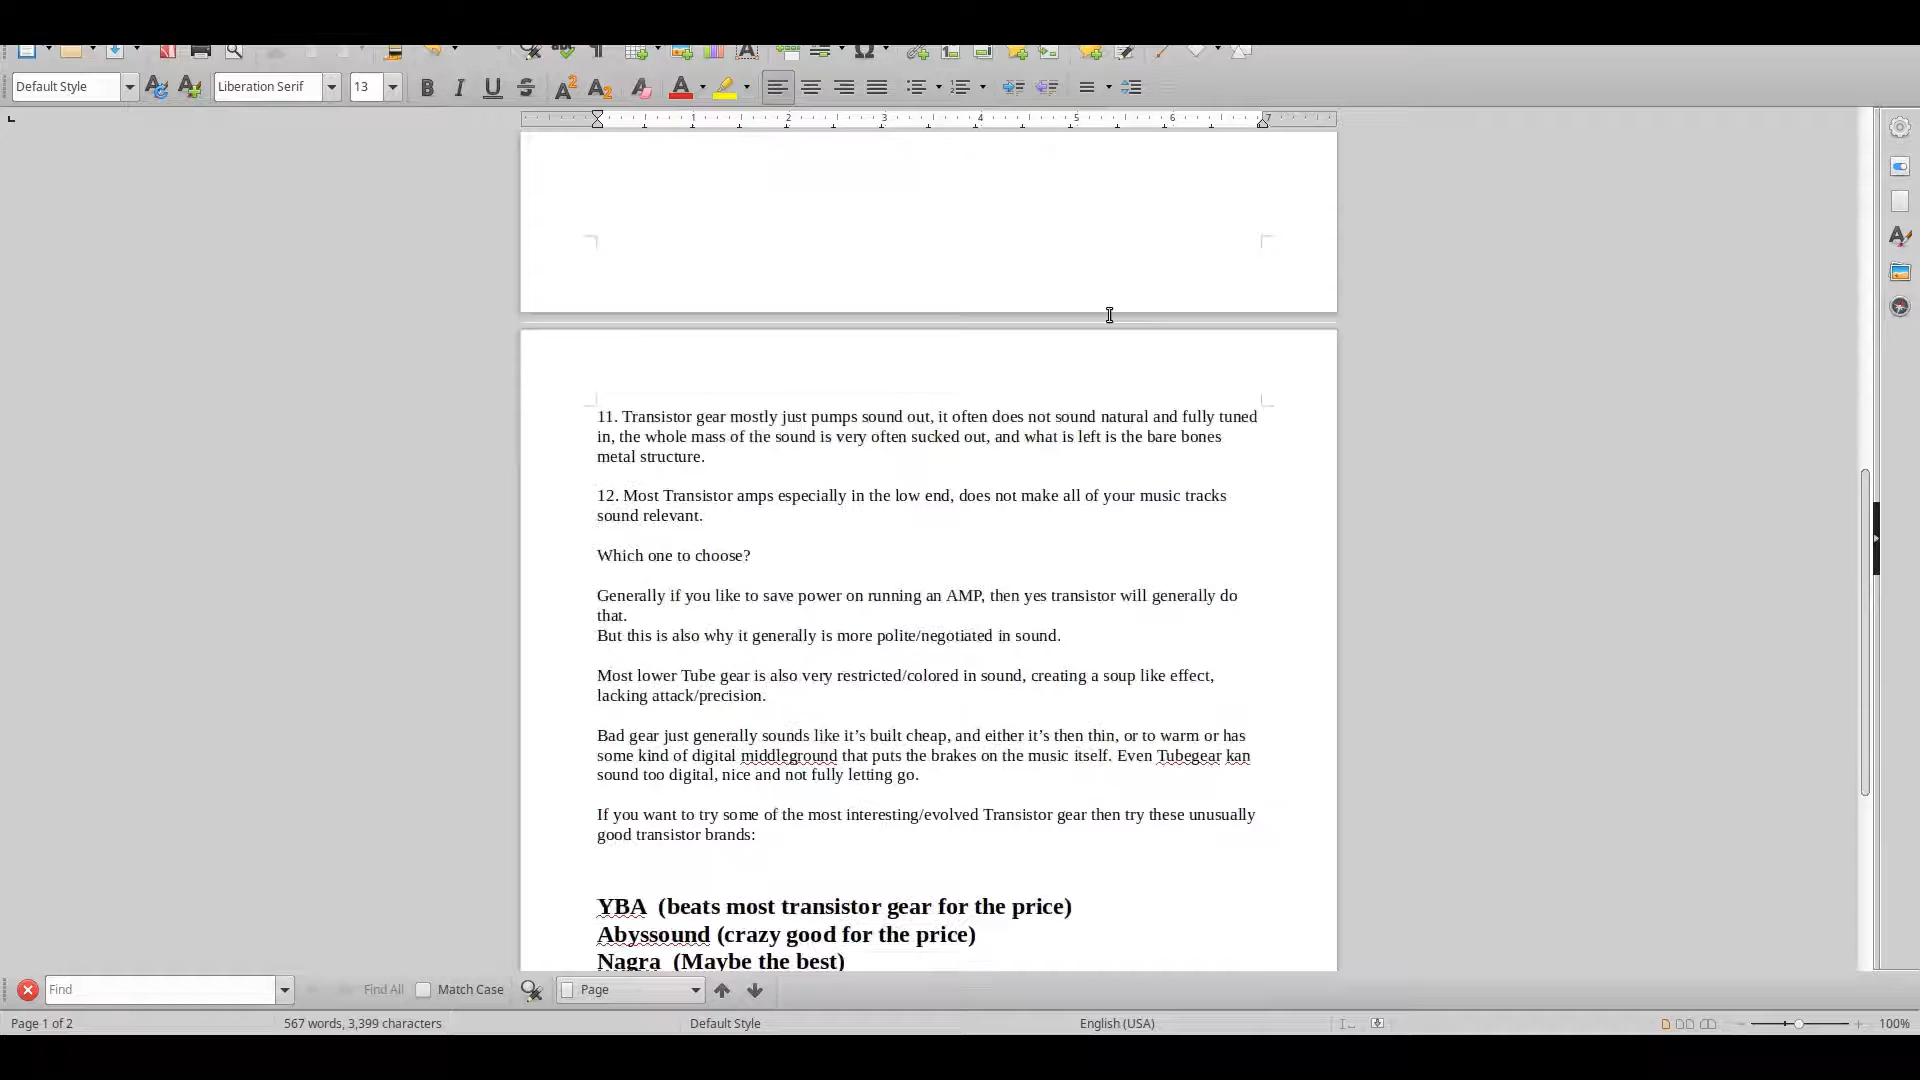 Default Style
Liberation Serif
13
1 2 3 4 5 6 7
11. Transistor gear mostly just pumps sound out, it often does not sound natural and fully tuned
in, the whole mass of the sound is very often sucked out, and what is left is the bare bones
metal structure.
12. Most Transistor amps especially in the low end, does not make all of your music tracks
sound relevant.
Which one to choose?
Generally if you like to save power on running an AMP, then yes transistor will generally do
that.
But this is also why it generally is more polite/negotiated in sound.
Most lower Tube gear is also very restricted/colored in sound, creating a soup like effect,
lacking attack/precision.
Bad gear just generally sounds like it’s built cheap, and either it’s then thin, or to warm or has
some kind of digital middleground that puts the brakes on the music itself. Even Tubegear kan
sound too digital, nice and not fully letting go.
If you want to try some of the most interesting/evolved Transistor gear then try these unusually
good transistor brands:
YBA (beats most transistor gear for the price)
Abyssound (crazy good for the price)
Nagra (Maybe the best)
Find
Find All
Match Case
Page
Page 1 of 2
567 words, 3,399 characters
Default Style
English (USA)
100%